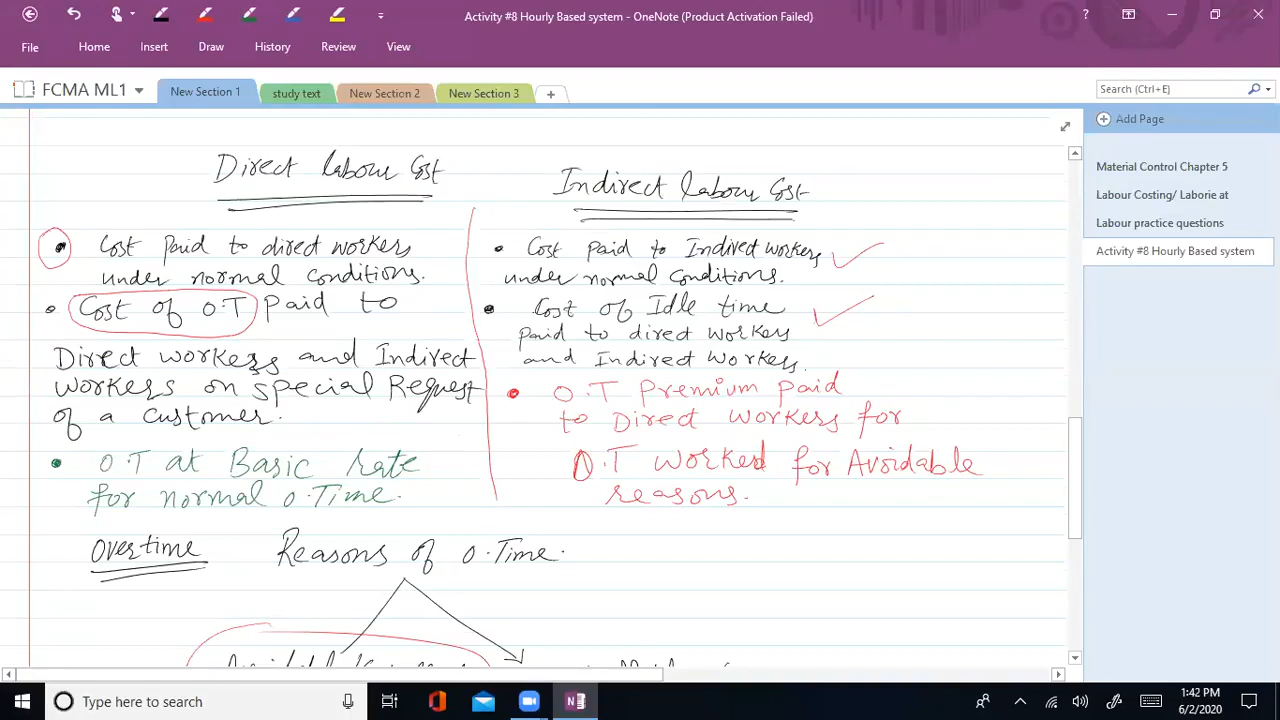 Activity #8 Hourly Based system - OneNote (Product Activation Failed)
File Home Insert Draw History Review View
FCMA ML1 New Section 1 study text New Section 2 New Section 3
Search (Ctrl+E)
Add Page
Material Control Chapter 5
Labour Costing/ Laborie at
Labour practice questions
Activity #8 Hourly Based system
Direct labour Cost
Cost paid to direct workers
under normal conditions.
Cost of O.T Paid to
Direct workers and Indirect
workers on special Request
of a customer.
O.T at Basic rate
for normal O.Time.
Indirect labour Cost
Cost paid to Indirect workers
under normal conditions.
Cost of Idle time
paid to direct workers
and Indirect workers.
O.T Premium paid
to Direct workers for
O.T worked for Avoidable
reasons.
Overtime Reasons of O.Time.
Type here to search
1:42 PM
6/2/2020